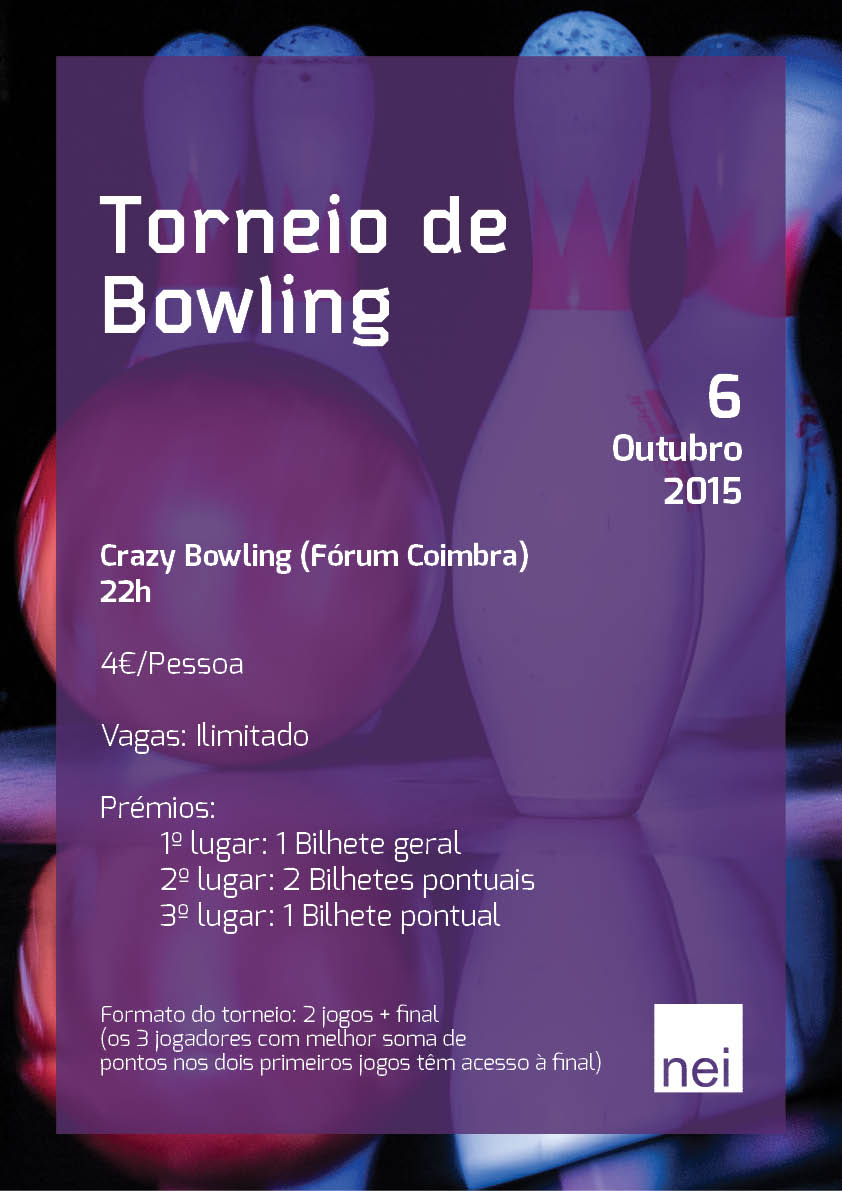 Torneio de
Bowling
6
Outubro
2015
Crazy Bowling (Fórum Coimbra)
22h
4€/Pessoa
Vagas: Ilimitado
Prémios:
1º lugar: 1 Bilhete geral
2º lugar: 2 Bilhetes pontuais
3º lugar: 1 Bilhete pontual
Formato do torneio: 2 jogos + final
(os 3 jogadores com melhor soma de
pontos nos dois primeiros jogos têm acesso à final)
nei